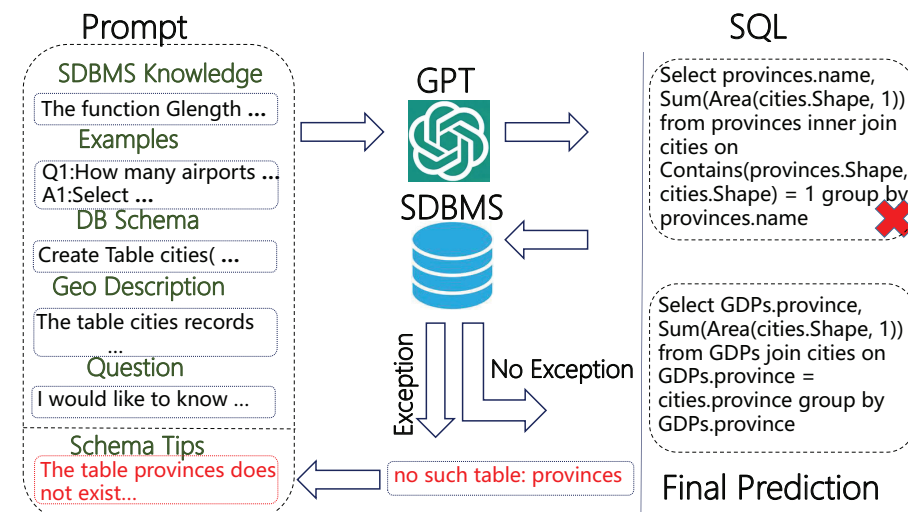 Prompt
SDBMS Knowledge
The function Glength ...
Examples
Q1:How many airports ...
A1:Select ...
DB Schema
Create Table cities( ...
Geo Description
The table cities records
...
Question
I would like to know ...
Schema Tips
The table provinces does
not exist...
GPT
SDBMS
Exception
No Exception
no such table: provinces
SQL
Select provinces.name,
Sum(Area(cities.Shape, 1))
from provinces inner join
cities on
Contains(provinces.Shape,
cities.Shape) = 1 group by
provinces.name
Select GDPs.province,
Sum(Area(cities.Shape, 1))
from GDPs join cities on
GDPs.province =
cities.province group by
GDPs.province
Final Prediction